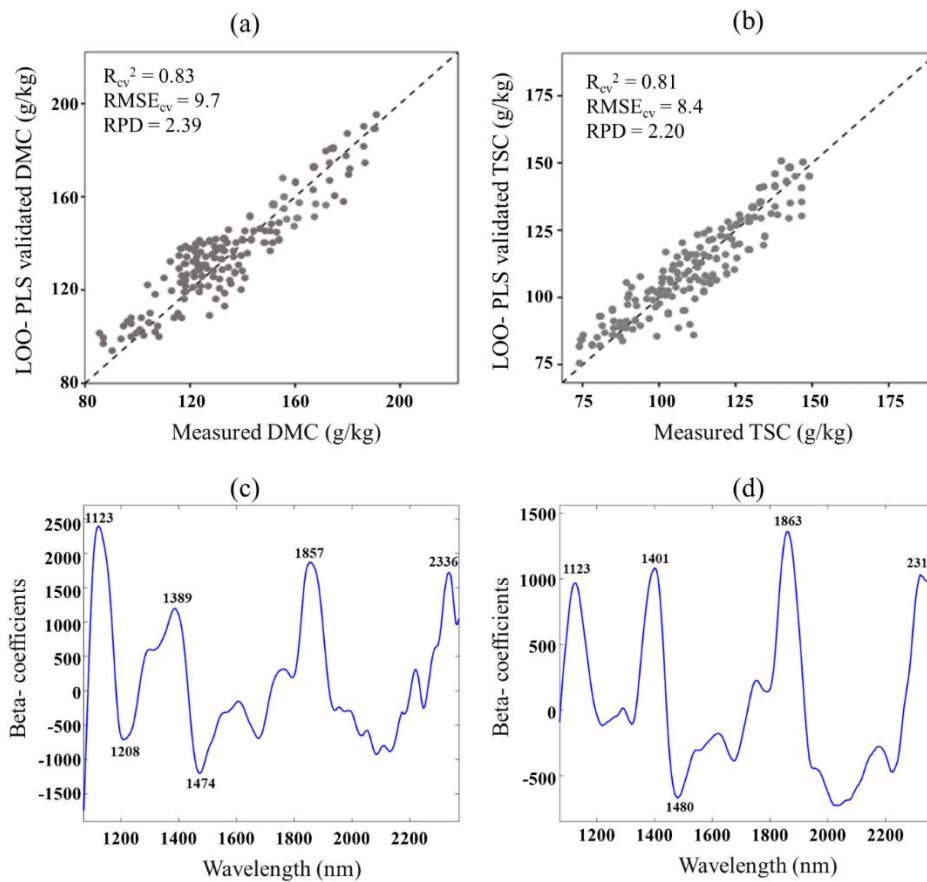 (a)
R_cv² = 0.83
RMSE_cv = 9.7
RPD = 2.39
LOO- PLS validated DMC (g/kg)
200
160
120
80
80 120 160 200
Measured DMC (g/kg)
(b)
R_cv² = 0.81
RMSE_cv = 8.4
RPD = 2.20
LOO- PLS validated TSC (g/kg)
175
150
125
100
75
75 100 125 150 175
Measured TSC (g/kg)
(c)
Beta- coefficients
2500
2000
1500
1000
500
0
-500
-1000
-1500
1123
1208
1389
1474
1857
2336
1200 1400 1600 1800 2000 2200
Wavelength (nm)
(d)
Beta- coefficients
1500
1000
500
0
-500
1123
1401
1480
1863
231
1200 1400 1600 1800 2000 2200
Wavelength (nm)